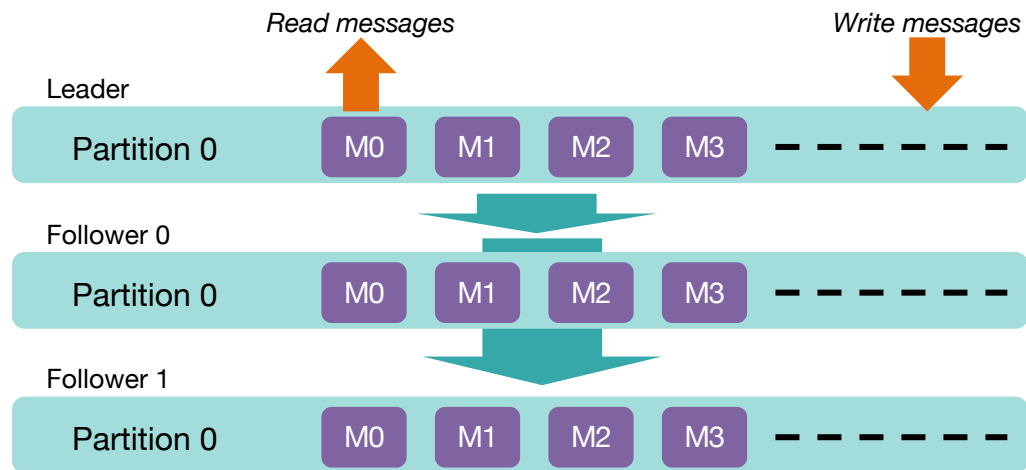 Read messages
Write messages
Leader
Partition 0 M0 M1 M2 M3
Follower 0
Partition 0 M0 M1 M2 M3
Follower 1
Partition 0 M0 M1 M2 M3